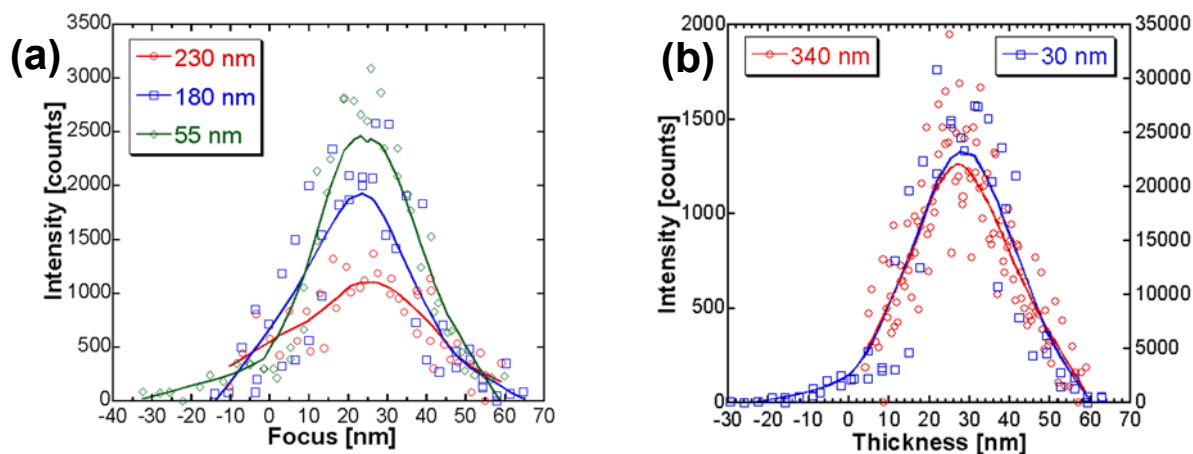 (a)
3500
3000
2500
2000
1500
1000
500
0
Intensity [counts]
230 nm
180 nm
55 nm
-40 -30 -20 -10 0 10 20 30 40 50 60 70
Focus [nm]
(b)
2000
1500
1000
500
0
Intensity [counts]
340 nm
30 nm
35000
30000
25000
20000
15000
10000
5000
0
-30 -20 -10 0 10 20 30 40 50 60 70
Thickness [nm]